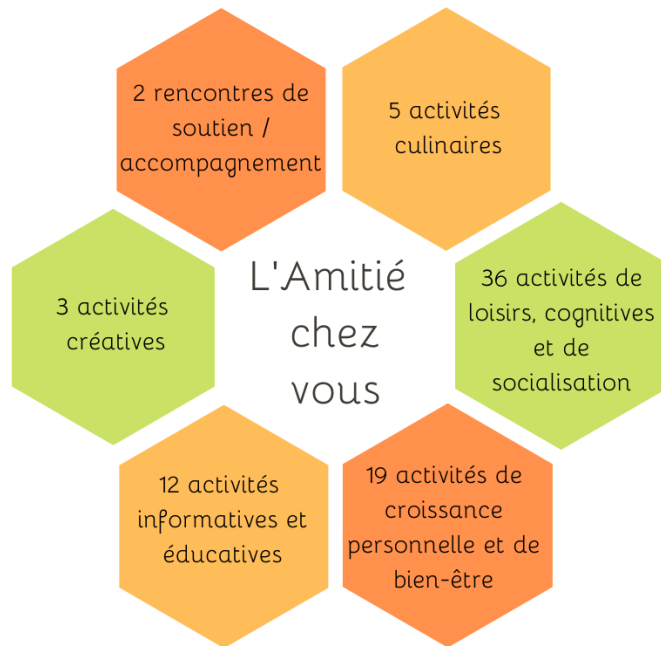 2 rencontres de
soutien /
accompagnement
5 activités
culinaires
36 activités de
loisirs, cognitives
et de
socialisation
19 activités de
croissance
personnelle et de
bien-être
12 activités
informatives et
éducatives
3 activités
créatives
L'Amitié
chez
vous